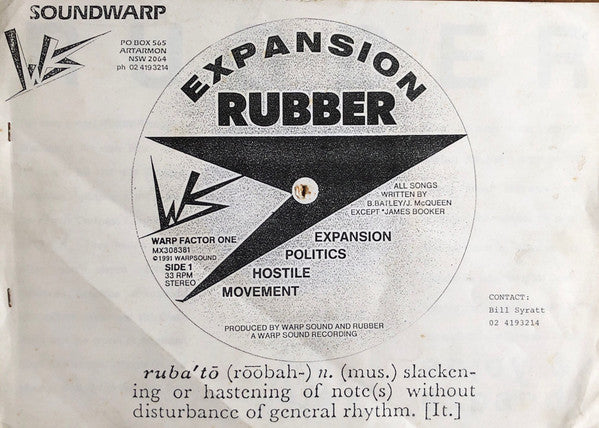 SOUNDWARP
PO BOX 565
ARTARMON
NSW 2064
ph 02 4193214
WS
EXPANSION
RUBBER
WS
ALL SONGS
WRITTEN BY
B.BATLEY/J. McQUEEN
EXCEPT *JAMES BOOKER
WARP FACTOR ONE
MX308381
©1991 WARPSOUND
SIDE 1
33 RPM
STEREO
EXPANSION
POLITICS
HOSTILE
MOVEMENT
PRODUCED BY WARP SOUND AND RUBBER
A WARP SOUND RECORDING
CONTACT:
Bill Syratt
02 4193214
ruba'tō (rōōbah-) n. (mus.) slacken-
ing or hastening of note(s) without
disturbance of general rhythm. [It.]